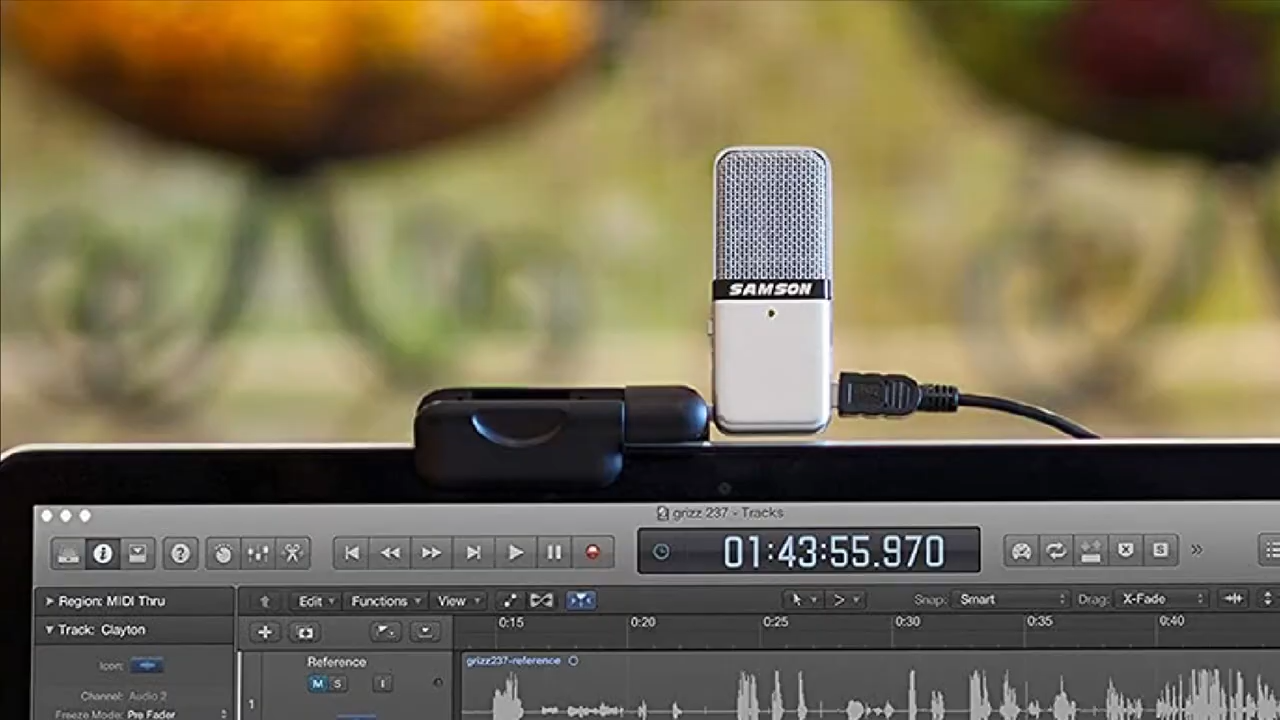 SAMSON
grizz 237 - Tracks
01:43:55.970
Region: MIDI Thru
Edit
Functions
View
Snap: Smart
Drag: X-Fade
Track: Clayton
0:15
0:20
0:25
0:30
0:35
0:40
Icon:
Reference
grizz237-reference
M S I
Channel: Audio 2
1
Freeze Mode: Pre Fader